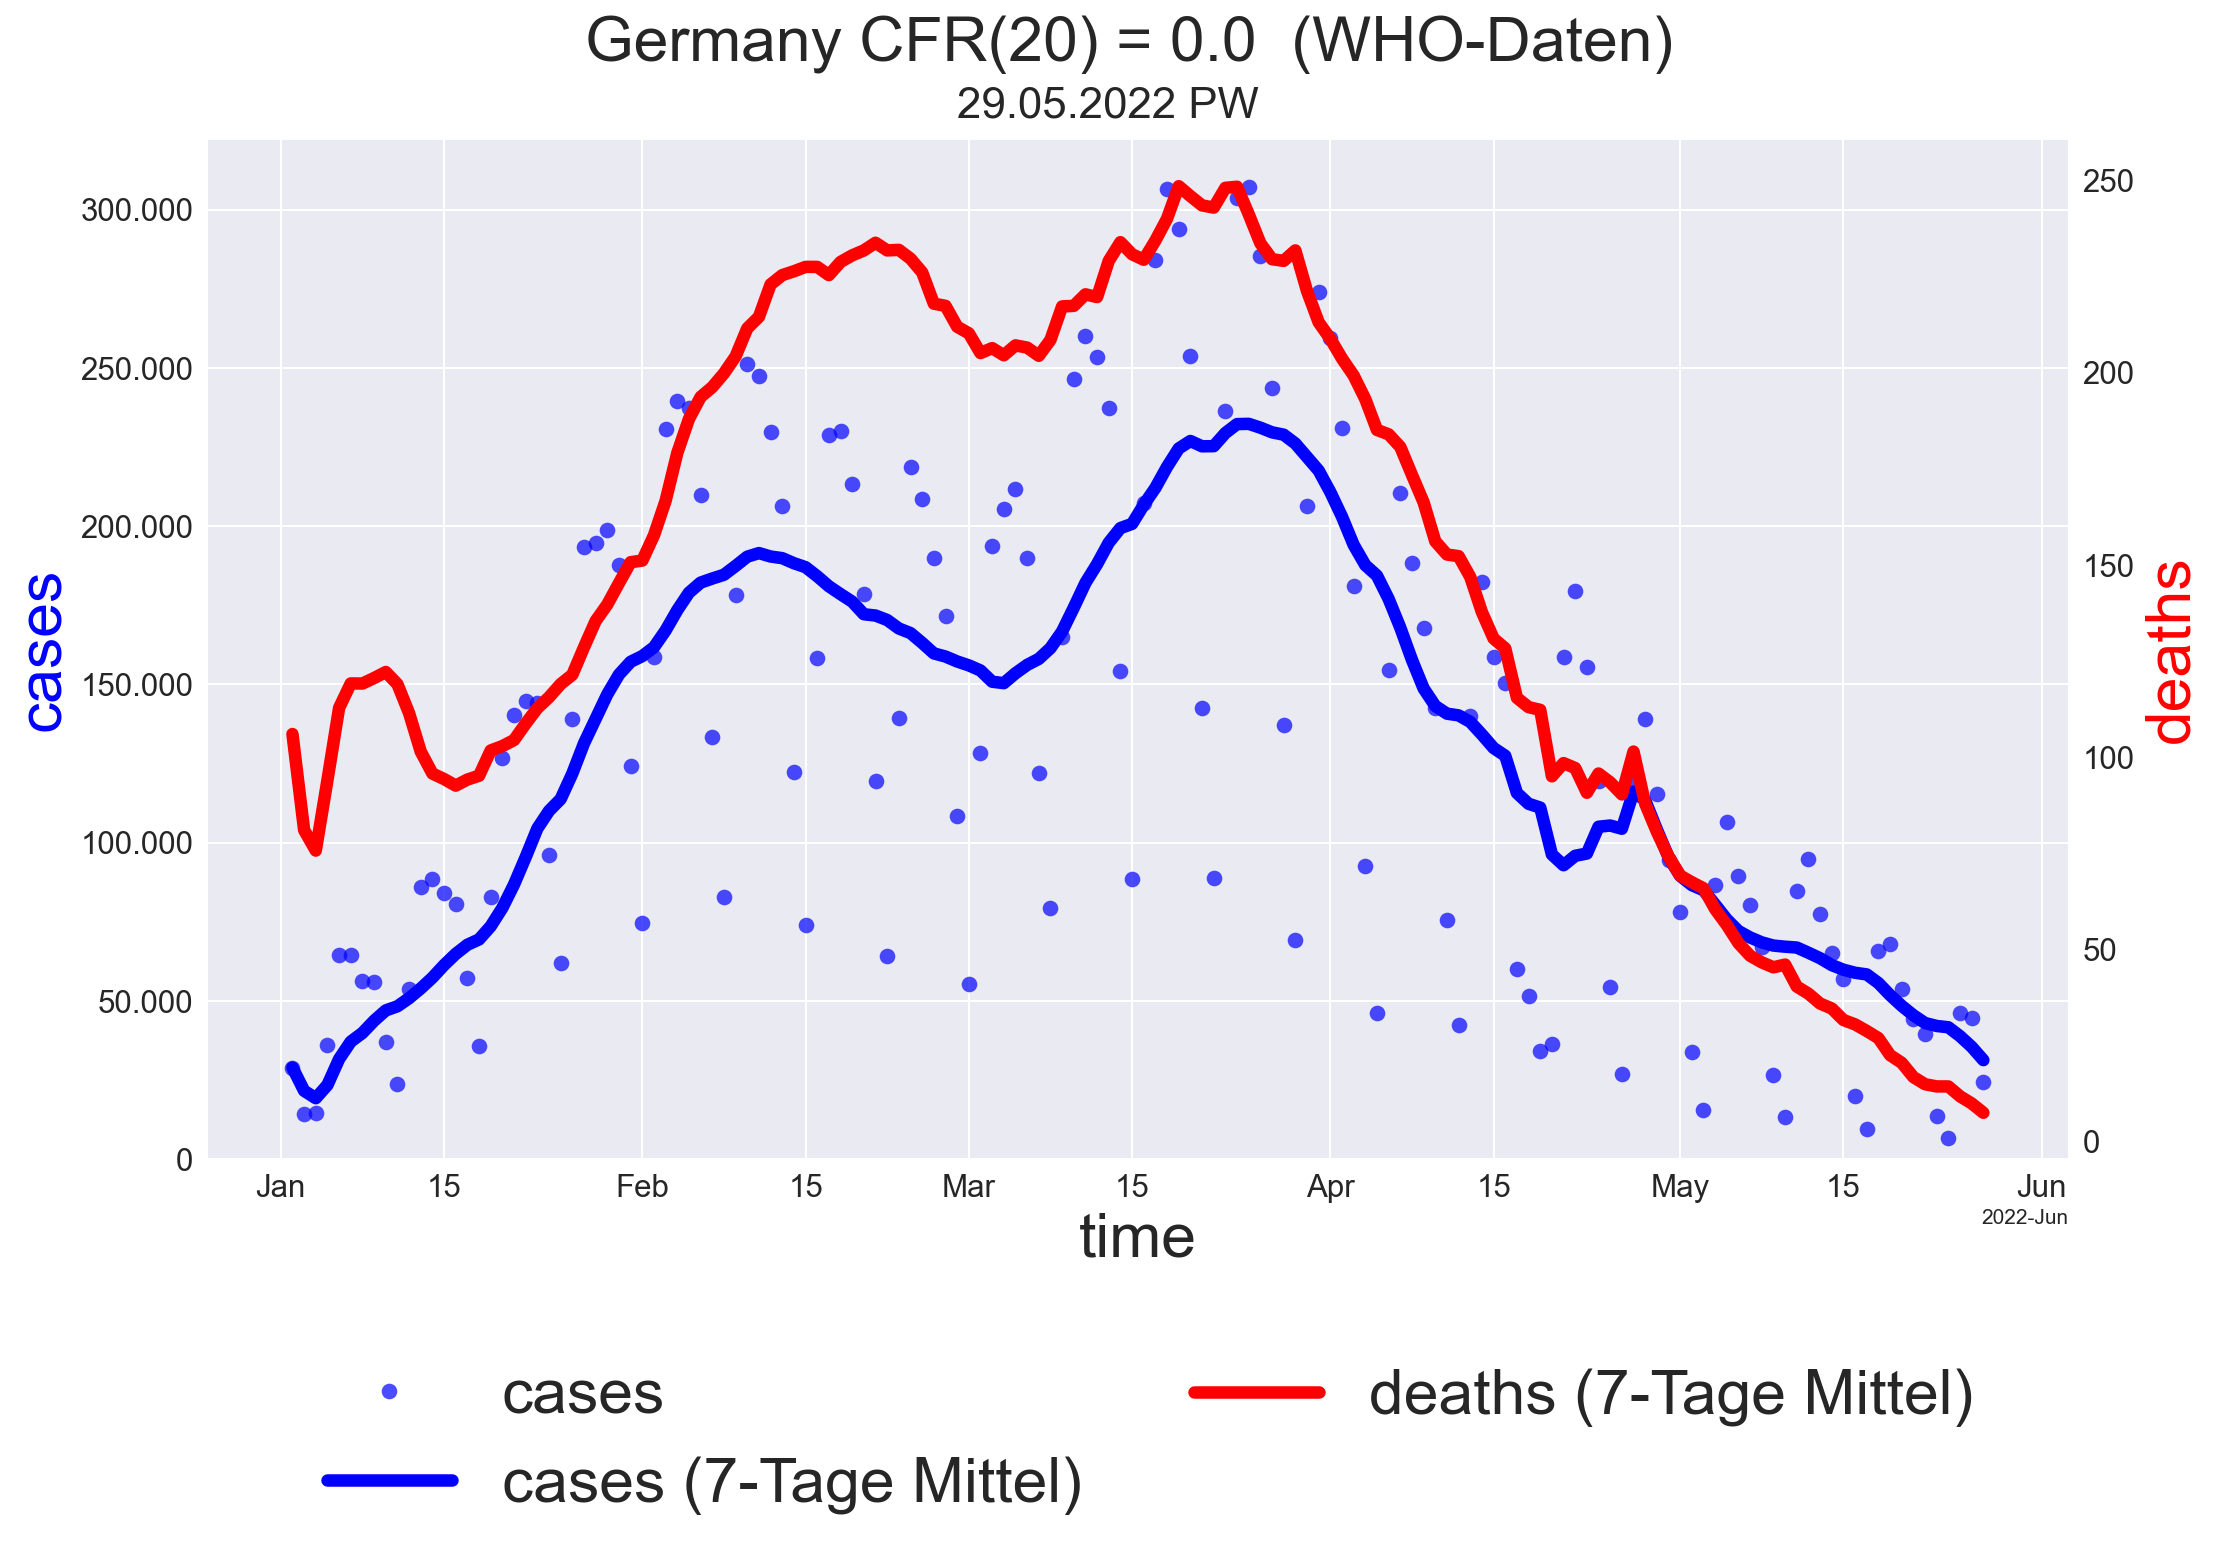 Germany CFR(20) = 0.0 (WHO-Daten)
29.05.2022 PW
cases
300.000
250.000
200.000
150.000
100.000
50.000
0
deaths
250
200
150
100
50
0
Jan 15 Feb 15 Mar 15 Apr 15 May 15 Jun
2022-Jun
time
cases
deaths (7-Tage Mittel)
cases (7-Tage Mittel)